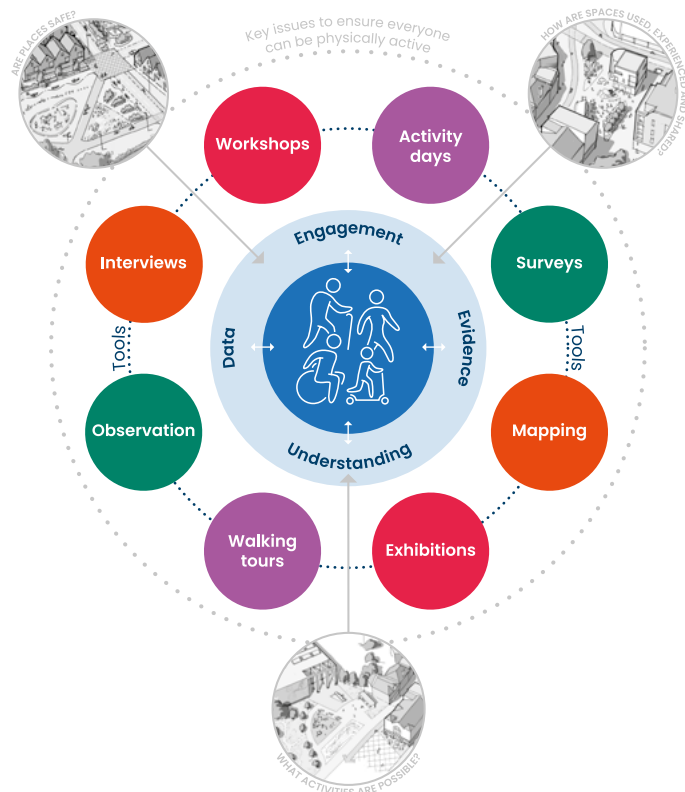 Key issues to ensure everyone
can be physically active
ARE PLACES SAFE?
HOW ARE SPACES USED, EXPERIENCED AND SHARED?
Workshops
Activity
days
Interviews
Engagement
Surveys
Tools
Data
Evidence
Tools
Observation
Understanding
Mapping
Walking
tours
Exhibitions
WHAT ACTIVITIES ARE POSSIBLE?